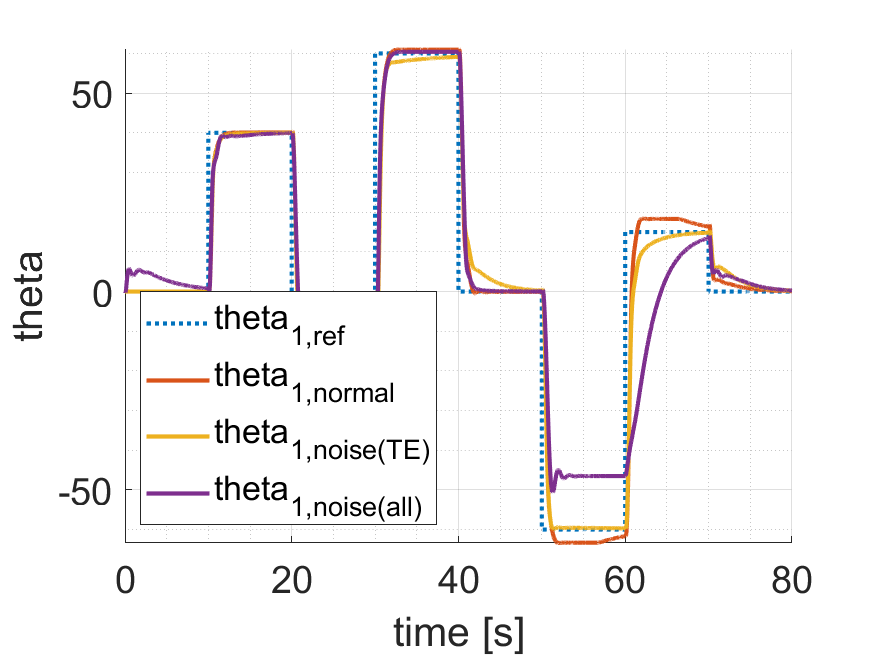 theta
50
0
-50
theta1,ref
theta1,normal
theta1,noise(TE)
theta1,noise(all)
0 20 40 60 80
time [s]